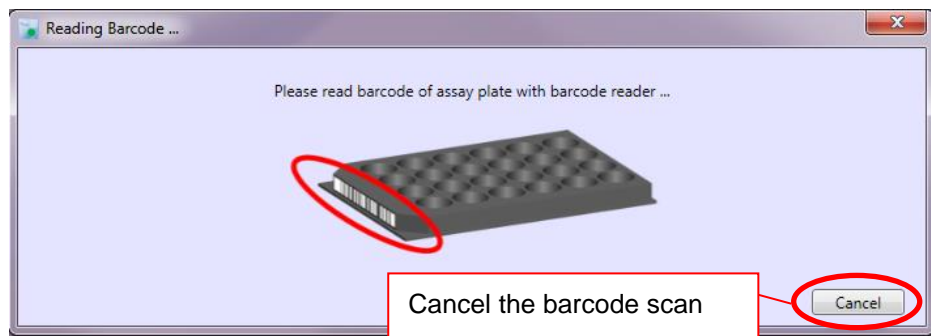 Reading Barcode ...
Please read barcode of assay plate with barcode reader ...
Cancel the barcode scan
Cancel